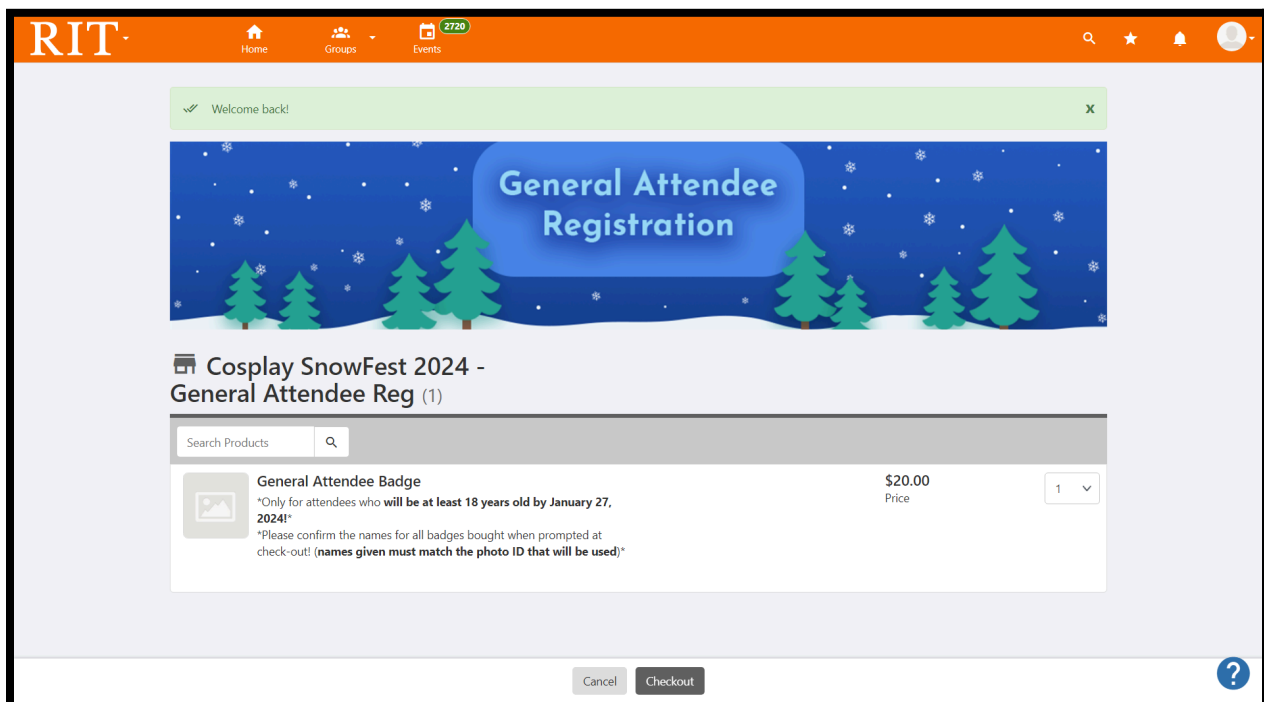 RIT
2720
Home
Groups
Events
Welcome back!
X
General Attendee
Registration
Cosplay SnowFest 2024 -
General Attendee Reg (1)
Search Products
General Attendee Badge
$20.00
1
*Only for attendees who will be at least 18 years old by January 27,
Price
2024!*
*Please confirm the names for all badges bought when prompted at
check-out! (names given must match the photo ID that will be used)*
Cancel
Checkout
?